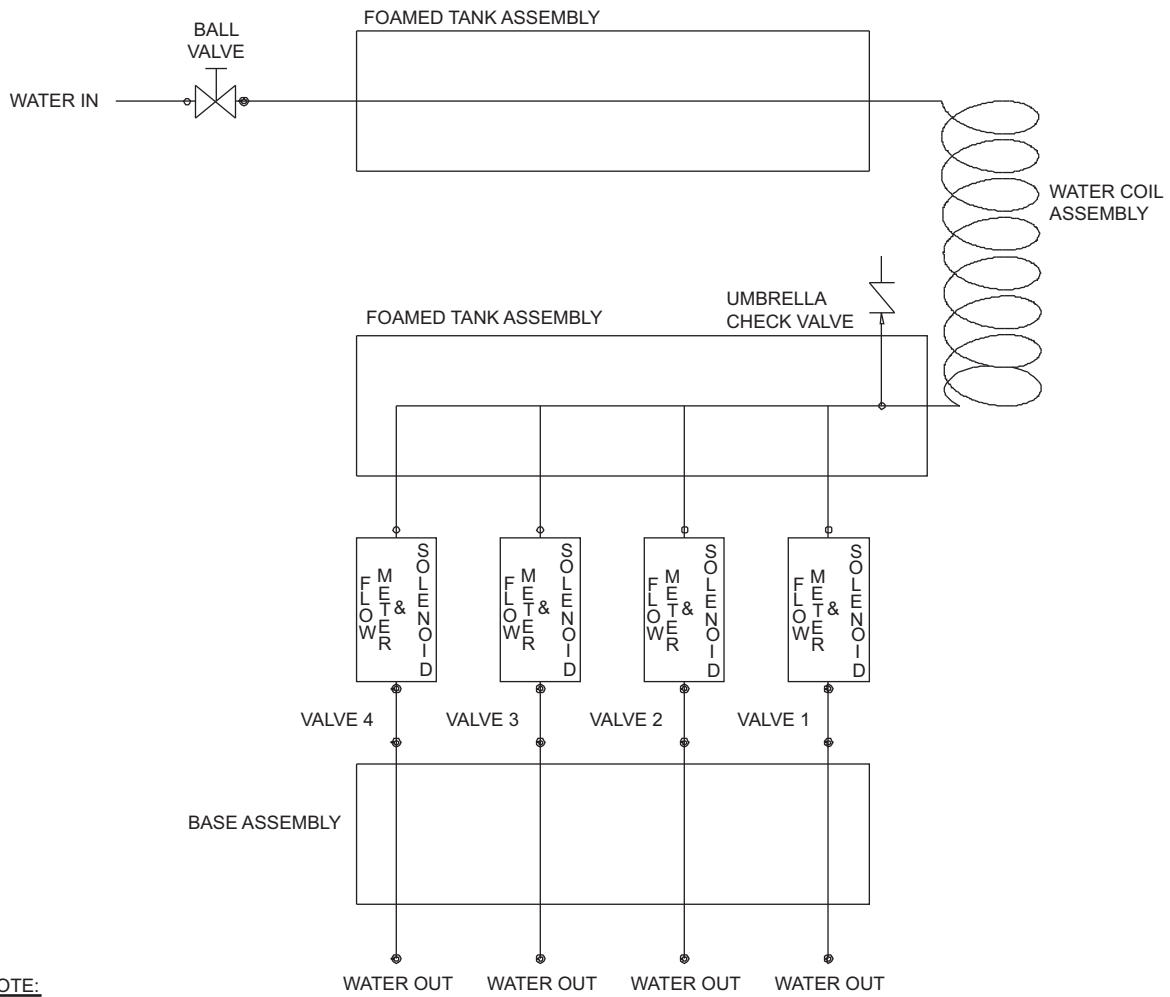 FOAMED TANK ASSEMBLY
BALL
VALVE
WATER IN
WATER COIL
ASSEMBLY
UMBRELLA
CHECK VALVE
FOAMED TANK ASSEMBLY
FLOW
METER
&
SOLENOID
FLOW
METER
&
SOLENOID
FLOW
METER
&
SOLENOID
FLOW
METER
&
SOLENOID
VALVE 4
VALVE 3
VALVE 2
VALVE 1
BASE ASSEMBLY
WATER OUT
WATER OUT
WATER OUT
WATER OUT
OTE: